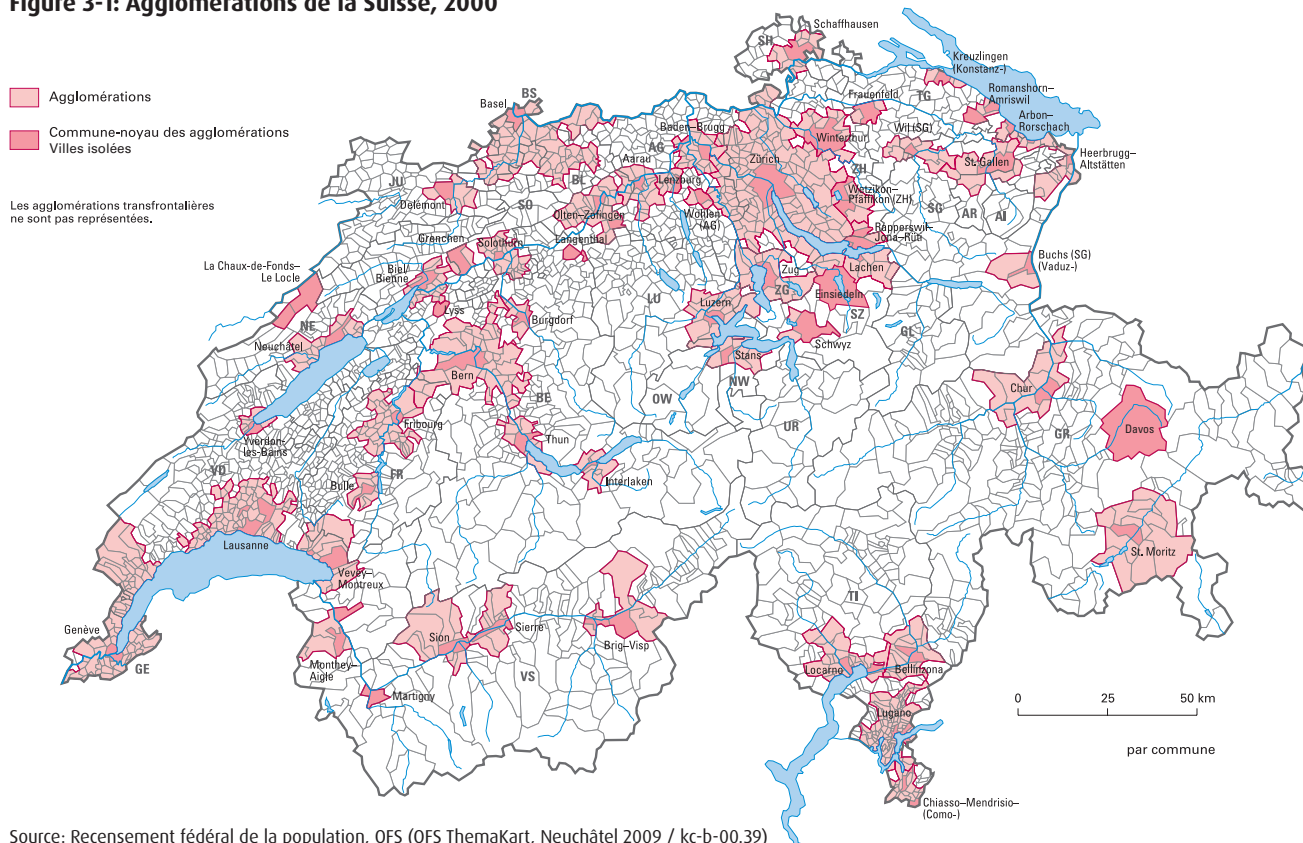 Figure 3-1: Agglomérations de la Suisse, 2000
Agglomérations
Commune-noyau des agglomérations
Villes isolées
Les agglomérations transfrontalières
ne sont pas représentées.
Schaffhausen
SH
Kreuzlingen
(Konstanz-)
Romanshorn–
Amriswil
Arbon–
Rorschach
Heerbrugg–
Altstätten
Frauenfeld
TG
Wil (SG)
St. Gallen
Winterthur
ZH
Zürich
Basel
BS
BL
Baden–Brugg
AG
Aarau
Lenzburg
Wohlen
(AG)
Olten–Zofingen
Langenthal
JU
Delémont
SO
Grenchen
Solothurn
Wetzikon–
Pfäffikon (ZH)
Rapperswil–
Jona–Rüti
SG
AR
AI
Buchs (SG)
(Vaduz-)
La Chaux-de-Fonds–
Le Locle
Biel/
Bienne
Lyss
NE
Neuchâtel
Burgdorf
LU
Luzern
Zug
ZG
Lachen
Einsiedeln
SZ
Schwyz
GL
Stans
NW
OW
UR
Bern
BE
Thun
Interlaken
Fribourg
FR
Bulle
Yverdon-
les-Bains
VD
Lausanne
Vevey–
Montreux
Genève
GE
Monthey–
Aigle
Martigny
Sion
Sierre
VS
Brig–Visp
Chur
GR
Davos
St. Moritz
TI
Locarno
Bellinzona
Lugano
Chiasso–Mendrisio–
(Como-)
0 25 50 km
par commune
Source: Recensement fédéral de la population, OFS (OFS ThemaKart, Neuchâtel 2009 / kc-b-00.39)